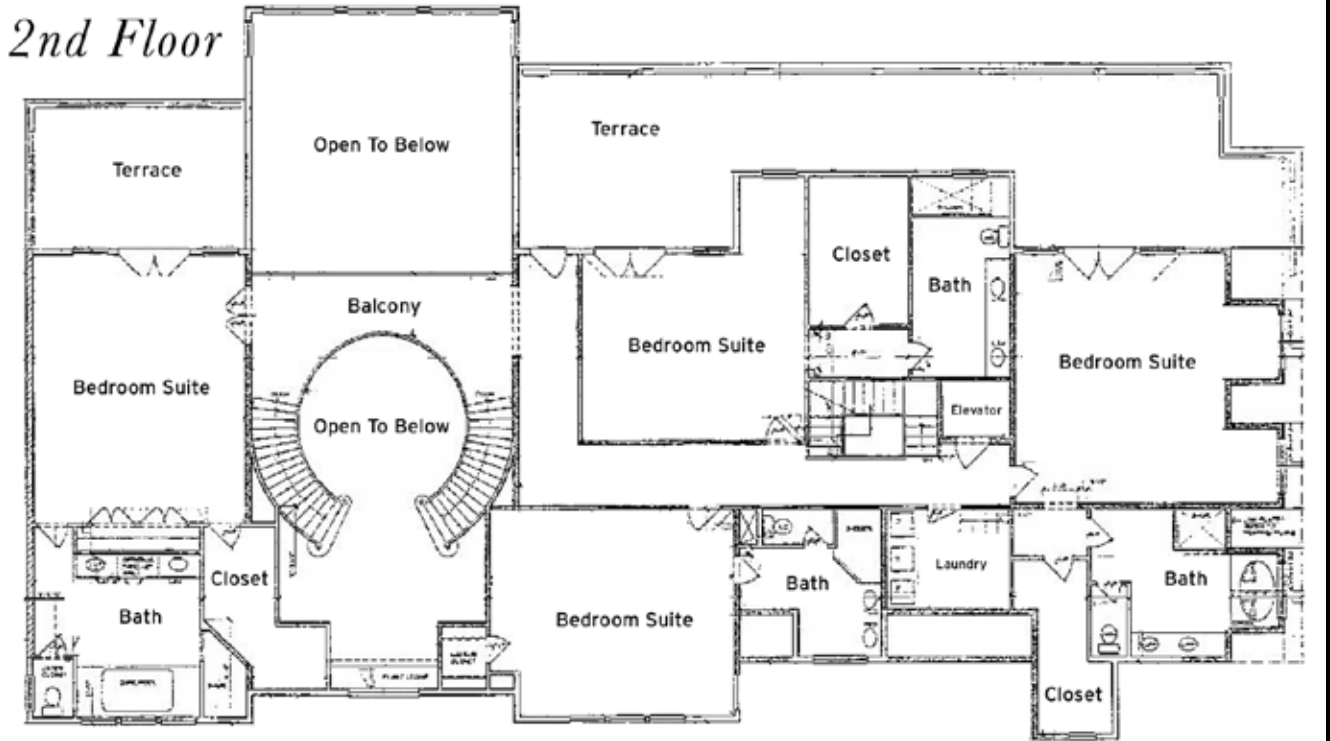 2nd Floor
Terrace
Open To Below
Terrace
Closet
Bath
Balcony
Bedroom Suite
Bedroom Suite
Bedroom Suite
Open To Below
Elevator
Closet
Bath
Laundry
Bath
Bath
Bedroom Suite
Closet